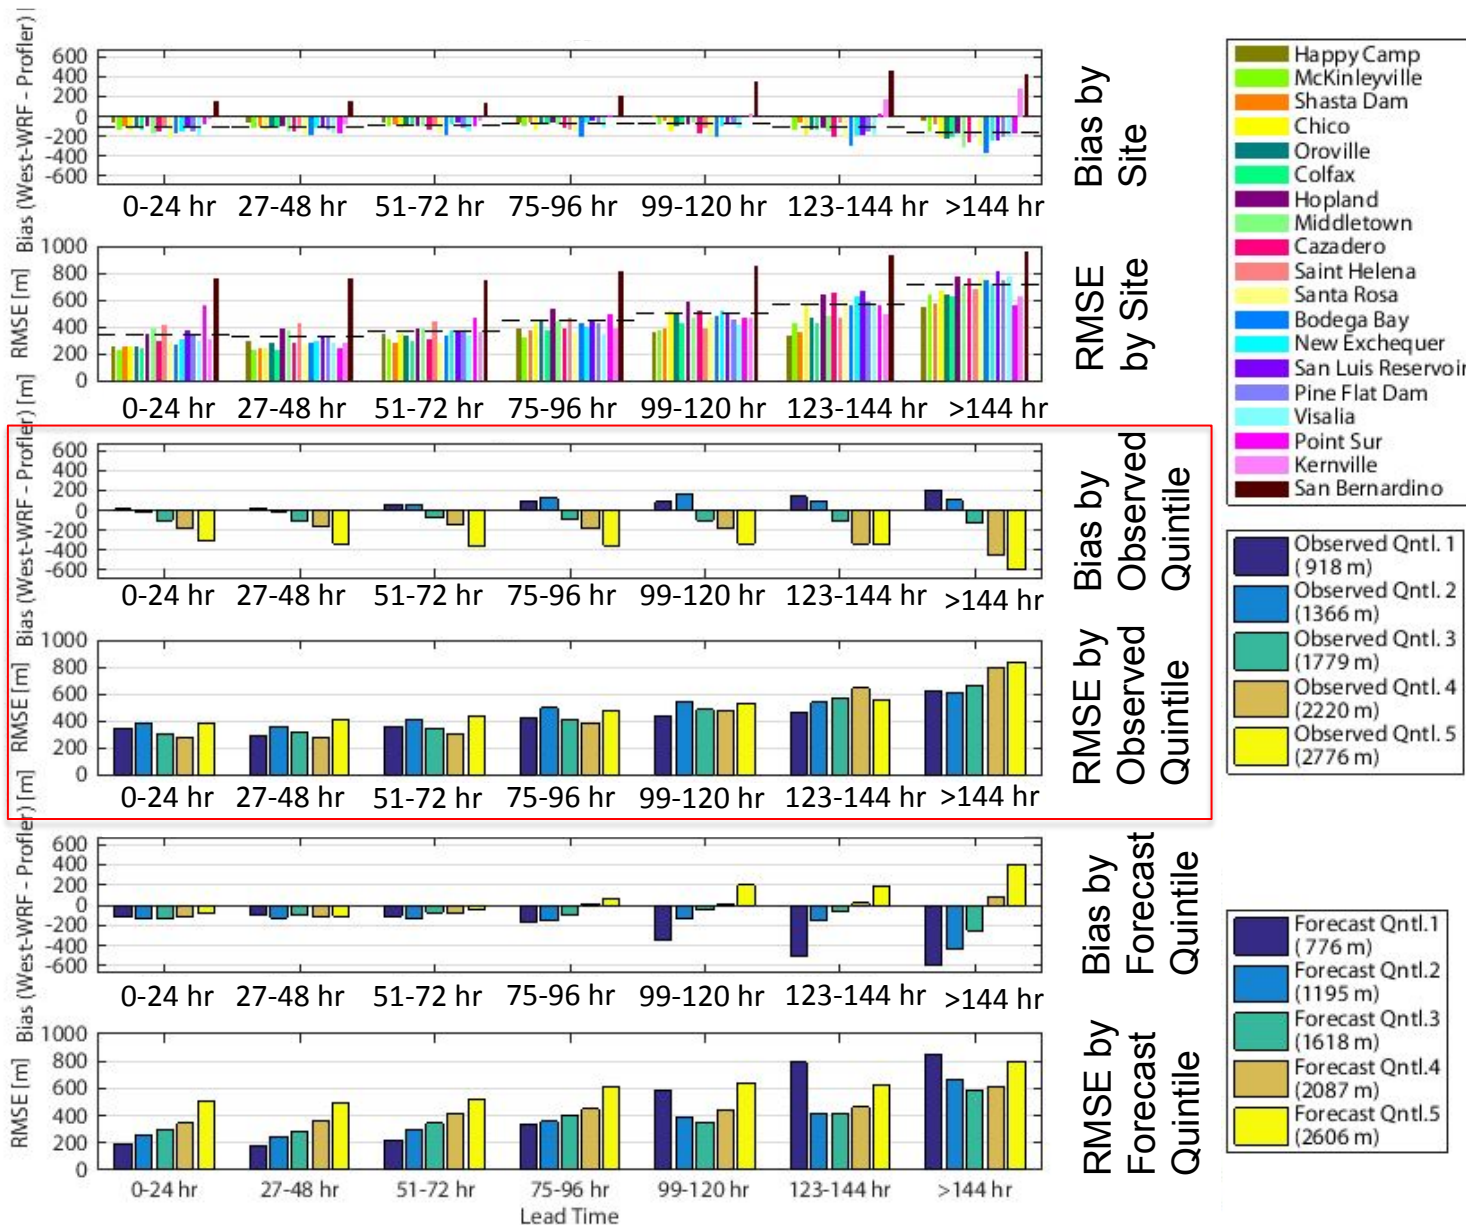 Bias (West-WRF - Profler) |
600
400
200
0
-200
-400
-600
0-24 hr 27-48 hr 51-72 hr 75-96 hr 99-120 hr 123-144 hr >144 hr
Bias by
Site
RMSE [m]
1000
800
600
400
200
0
0-24 hr 27-48 hr 51-72 hr 75-96 hr 99-120 hr 123-144 hr >144 hr
RMSE
by Site
Bias (West-WRF - Profler) [m]
600
400
200
0
-200
-400
-600
0-24 hr 27-48 hr 51-72 hr 75-96 hr 99-120 hr 123-144 hr >144 hr
Bias by
Observed
Quintile
RMSE [m]
1000
800
600
400
200
0
0-24 hr 27-48 hr 51-72 hr 75-96 hr 99-120 hr 123-144 hr >144 hr
RMSE by
Observed
Quintile
Bias (West-WRF - Profler) [m]
600
400
200
0
-200
-400
-600
0-24 hr 27-48 hr 51-72 hr 75-96 hr 99-120 hr 123-144 hr >144 hr
Bias by
Forecast
Quintile
RMSE [m]
1000
800
600
400
200
0
0-24 hr 27-48 hr 51-72 hr 75-96 hr 99-120 hr 123-144 hr >144 hr
Lead Time
RMSE by
Forecast
Quintile
Happy Camp
McKinleyville
Shasta Dam
Chico
Oroville
Colfax
Hopland
Middletown
Cazadero
Saint Helena
Santa Rosa
Bodega Bay
New Exchequer
San Luis Reservoir
Pine Flat Dam
Visalia
Point Sur
Kernville
San Bernardino
Observed Qntl. 1
( 918 m)
Observed Qntl. 2
(1366 m)
Observed Qntl. 3
(1779 m)
Observed Qntl. 4
(2220 m)
Observed Qntl. 5
(2776 m)
Forecast Qntl.1
( 776 m)
Forecast Qntl.2
(1195 m)
Forecast Qntl.3
(1618 m)
Forecast Qntl.4
(2087 m)
Forecast Qntl.5
(2606 m)